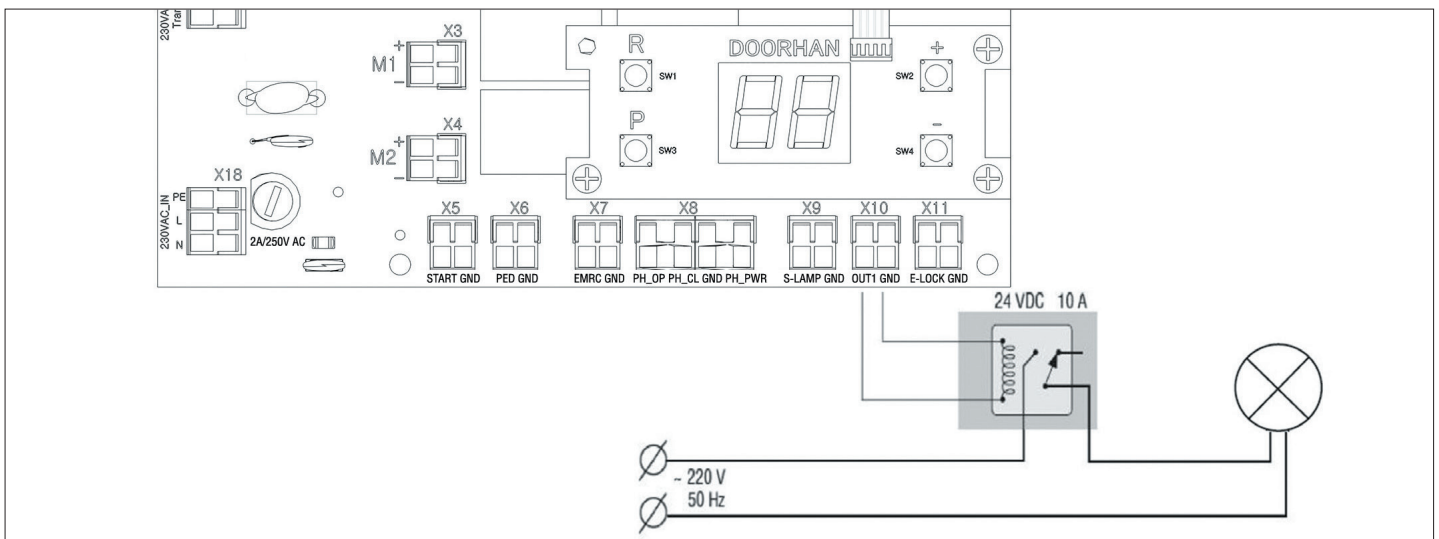 230VAC
Tran
X3
+
M1
-
X4
+
M2
-
R
SW1
DOORHAN
+
SW2
P
SW3
88
-
SW4
X18
230VAC_IN
PE
L
N
2A/250V AC
X5 X6 X7 X8 X9 X10 X11
START GND PED GND EMRC GND PH_OP PH_CL GND PH_PWR S-LAMP GND OUT1 GND E-LOCK GND
24 VDC 10 A
~ 220 V
50 Hz